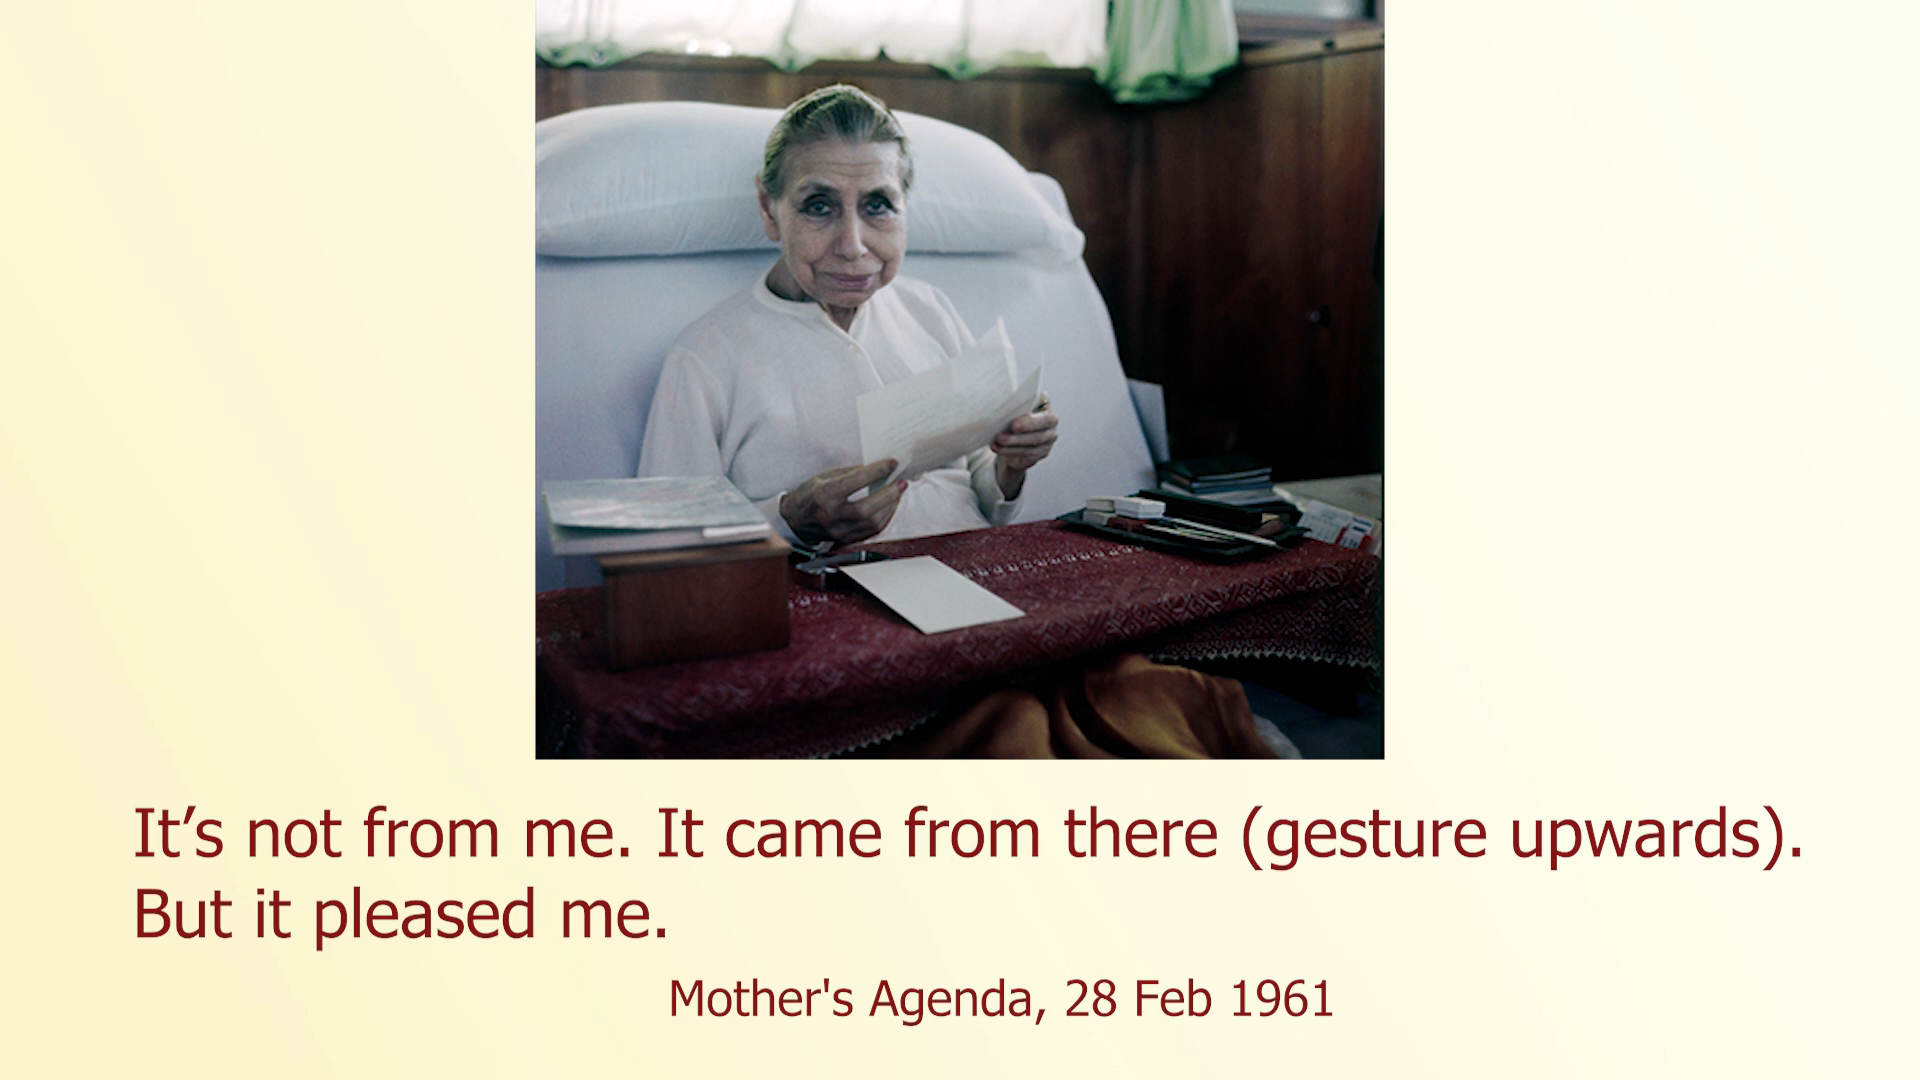 It’s not from me. It came from there (gesture upwards).
But it pleased me.
Mother's Agenda, 28 Feb 1961